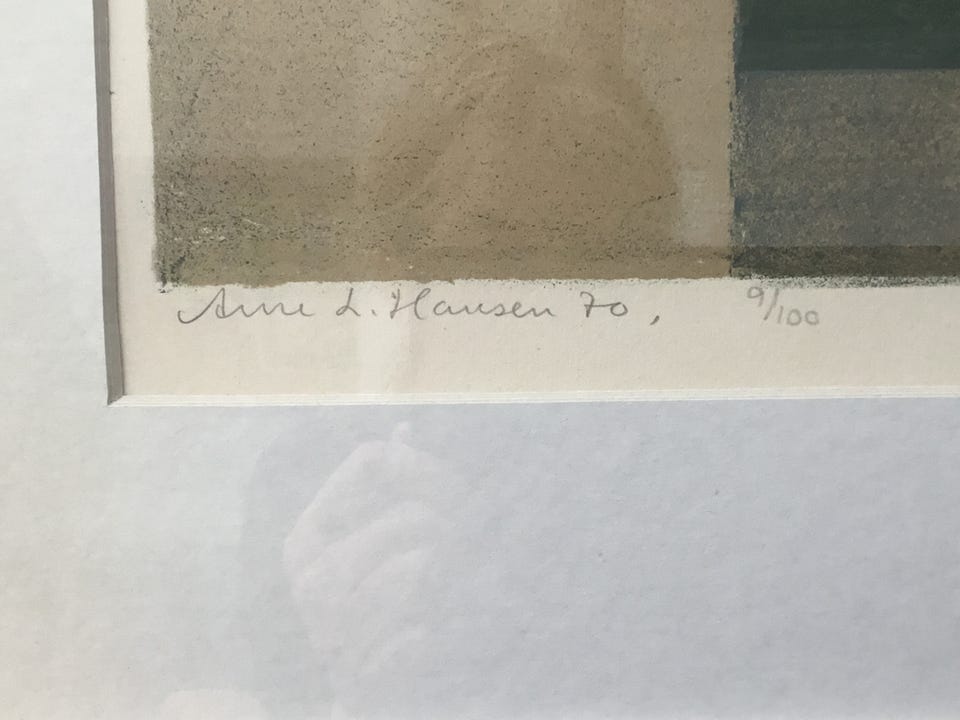 Arne L. Hansen 70, 9/100